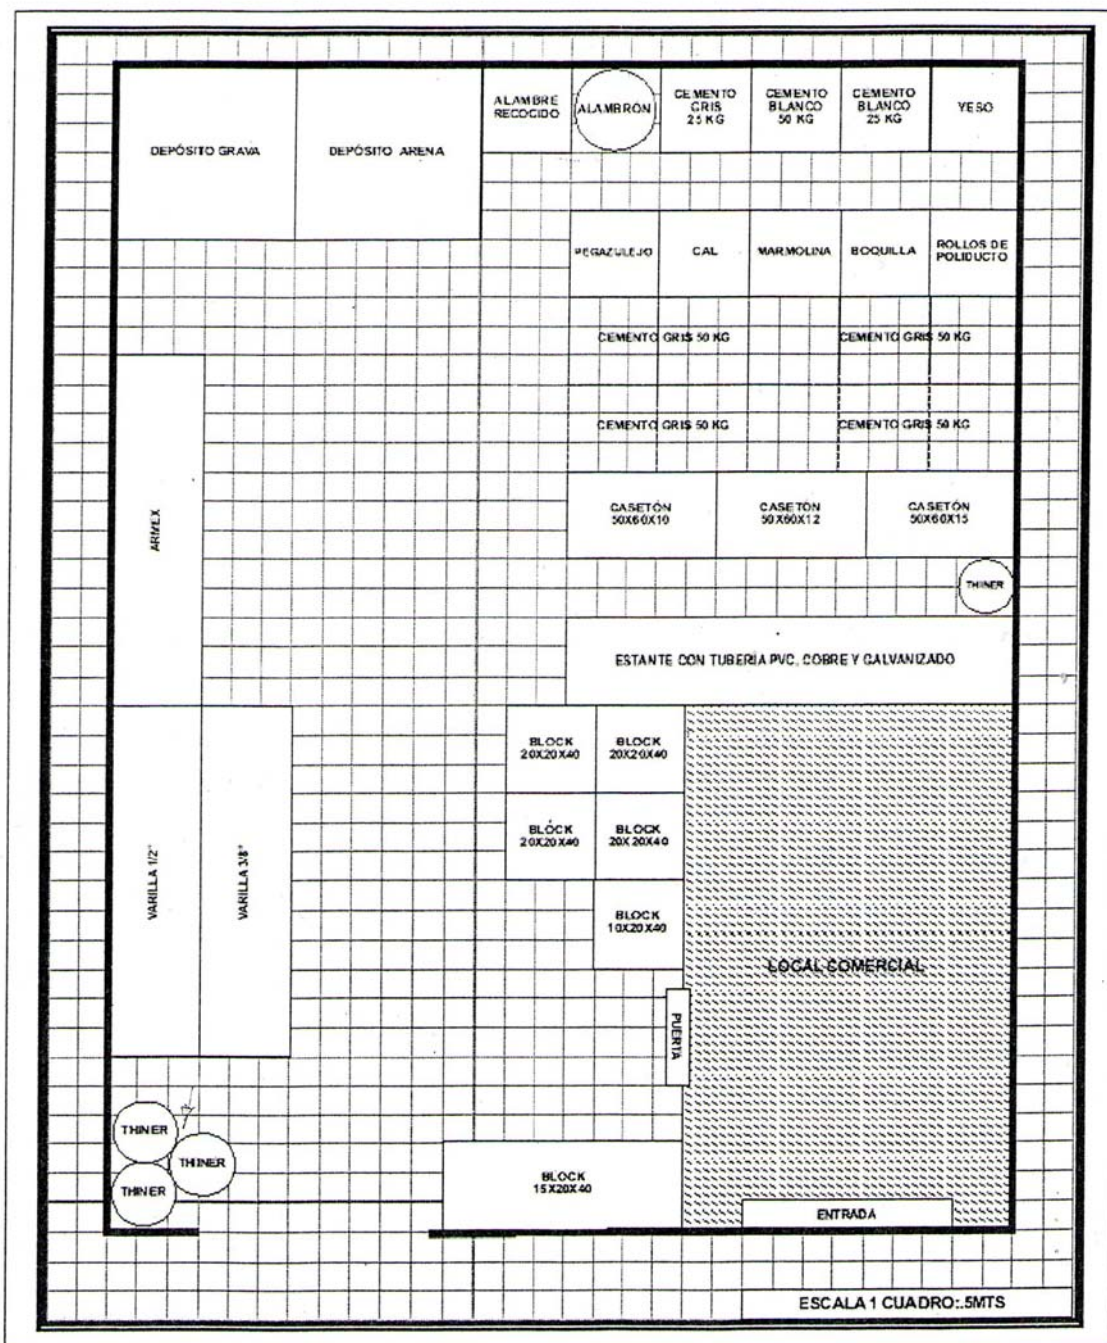 DEPÓSITO GRAVA
DEPÓSITO ARENA
ALAMBRE
RECOCIDO
ALAMBRÓN
CEMENTO
GRIS
25 KG
CEMENTO
BLANCO
50 KG
CEMENTO
BLANCO
25 KG
YESO
PEGAZULEJO
CAL
MARMOLINA
BOQUILLA
ROLLOS DE
POLIDUCTO
CEMENTO GRIS 50 KG
CEMENTO GRIS 50 KG
CEMENTO GRIS 50 KG
CEMENTO GRIS 50 KG
ARMEX
CASETÓN
50X60X10
CASETÓN
50X60X12
CASETÓN
50X60X15
THINER
ESTANTE CON TUBERÍA PVC, COBRE Y GALVANIZADO
BLOCK
20X20X40
BLOCK
20X20X40
BLOCK
20X20X40
BLOCK
20X20X40
VARILLA 1/2"
VARILLA 3/8"
BLOCK
10X20X40
LOCAL COMERCIAL
PUERTA
THINER
THINER
THINER
BLOCK
15X20X40
ENTRADA
ESCALA 1 CUADRO:.5MTS